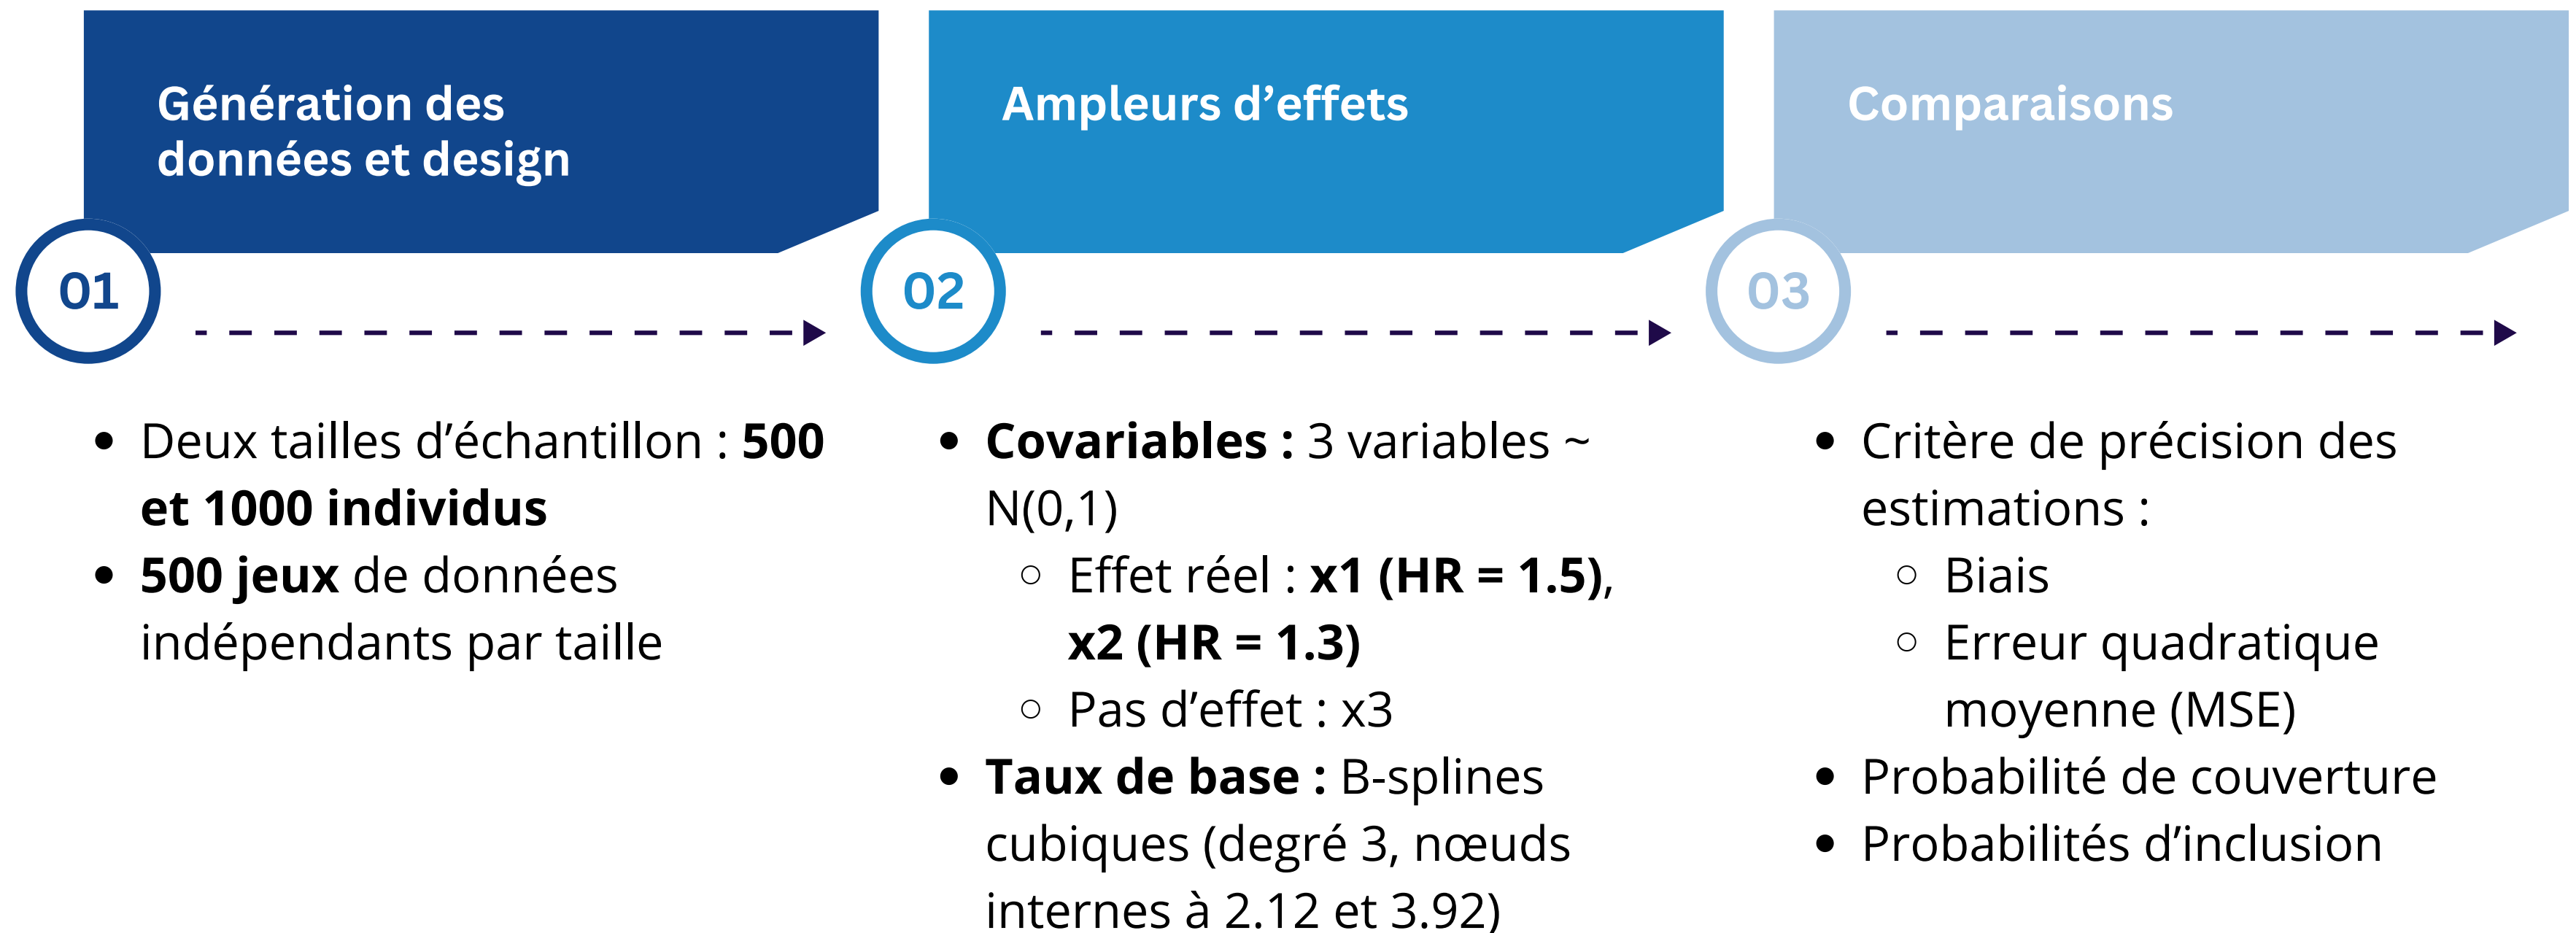 Génération des
données et design
01
• Deux tailles d’échantillon : 500
et 1000 individus
• 500 jeux de données
indépendants par taille
Ampleurs d’effets
02
• Covariables : 3 variables ~
N(0,1)
○ Effet réel : x1 (HR = 1.5),
x2 (HR = 1.3)
○ Pas d’effet : x3
• Taux de base : B-splines
cubiques (degré 3, nœuds
internes à 2.12 et 3.92)
Comparaisons
03
• Critère de précision des
estimations :
○ Biais
○ Erreur quadratique
moyenne (MSE)
• Probabilité de couverture
• Probabilités d’inclusion